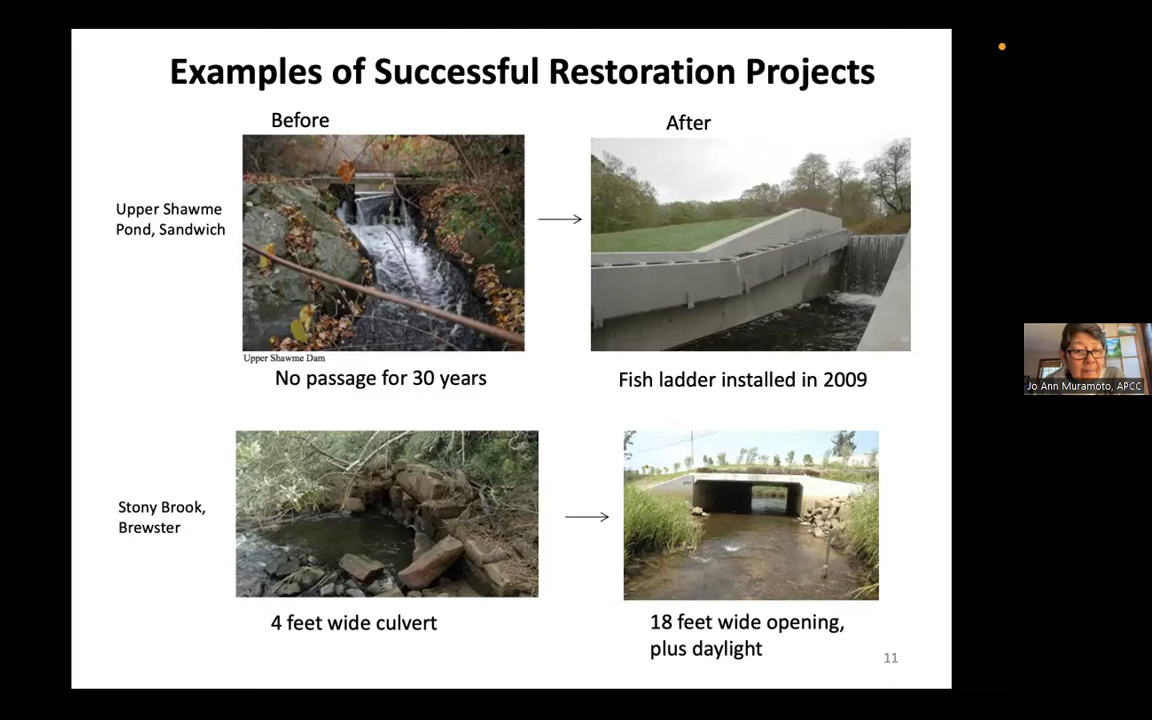 Examples of Successful Restoration Projects
Before
After
Upper Shawme
Pond, Sandwich
Upper Shawme Dam
No passage for 30 years
Fish ladder installed in 2009
Jo Ann Muramoto, APCC
Stony Brook,
Brewster
4 feet wide culvert
18 feet wide opening,
plus daylight
11